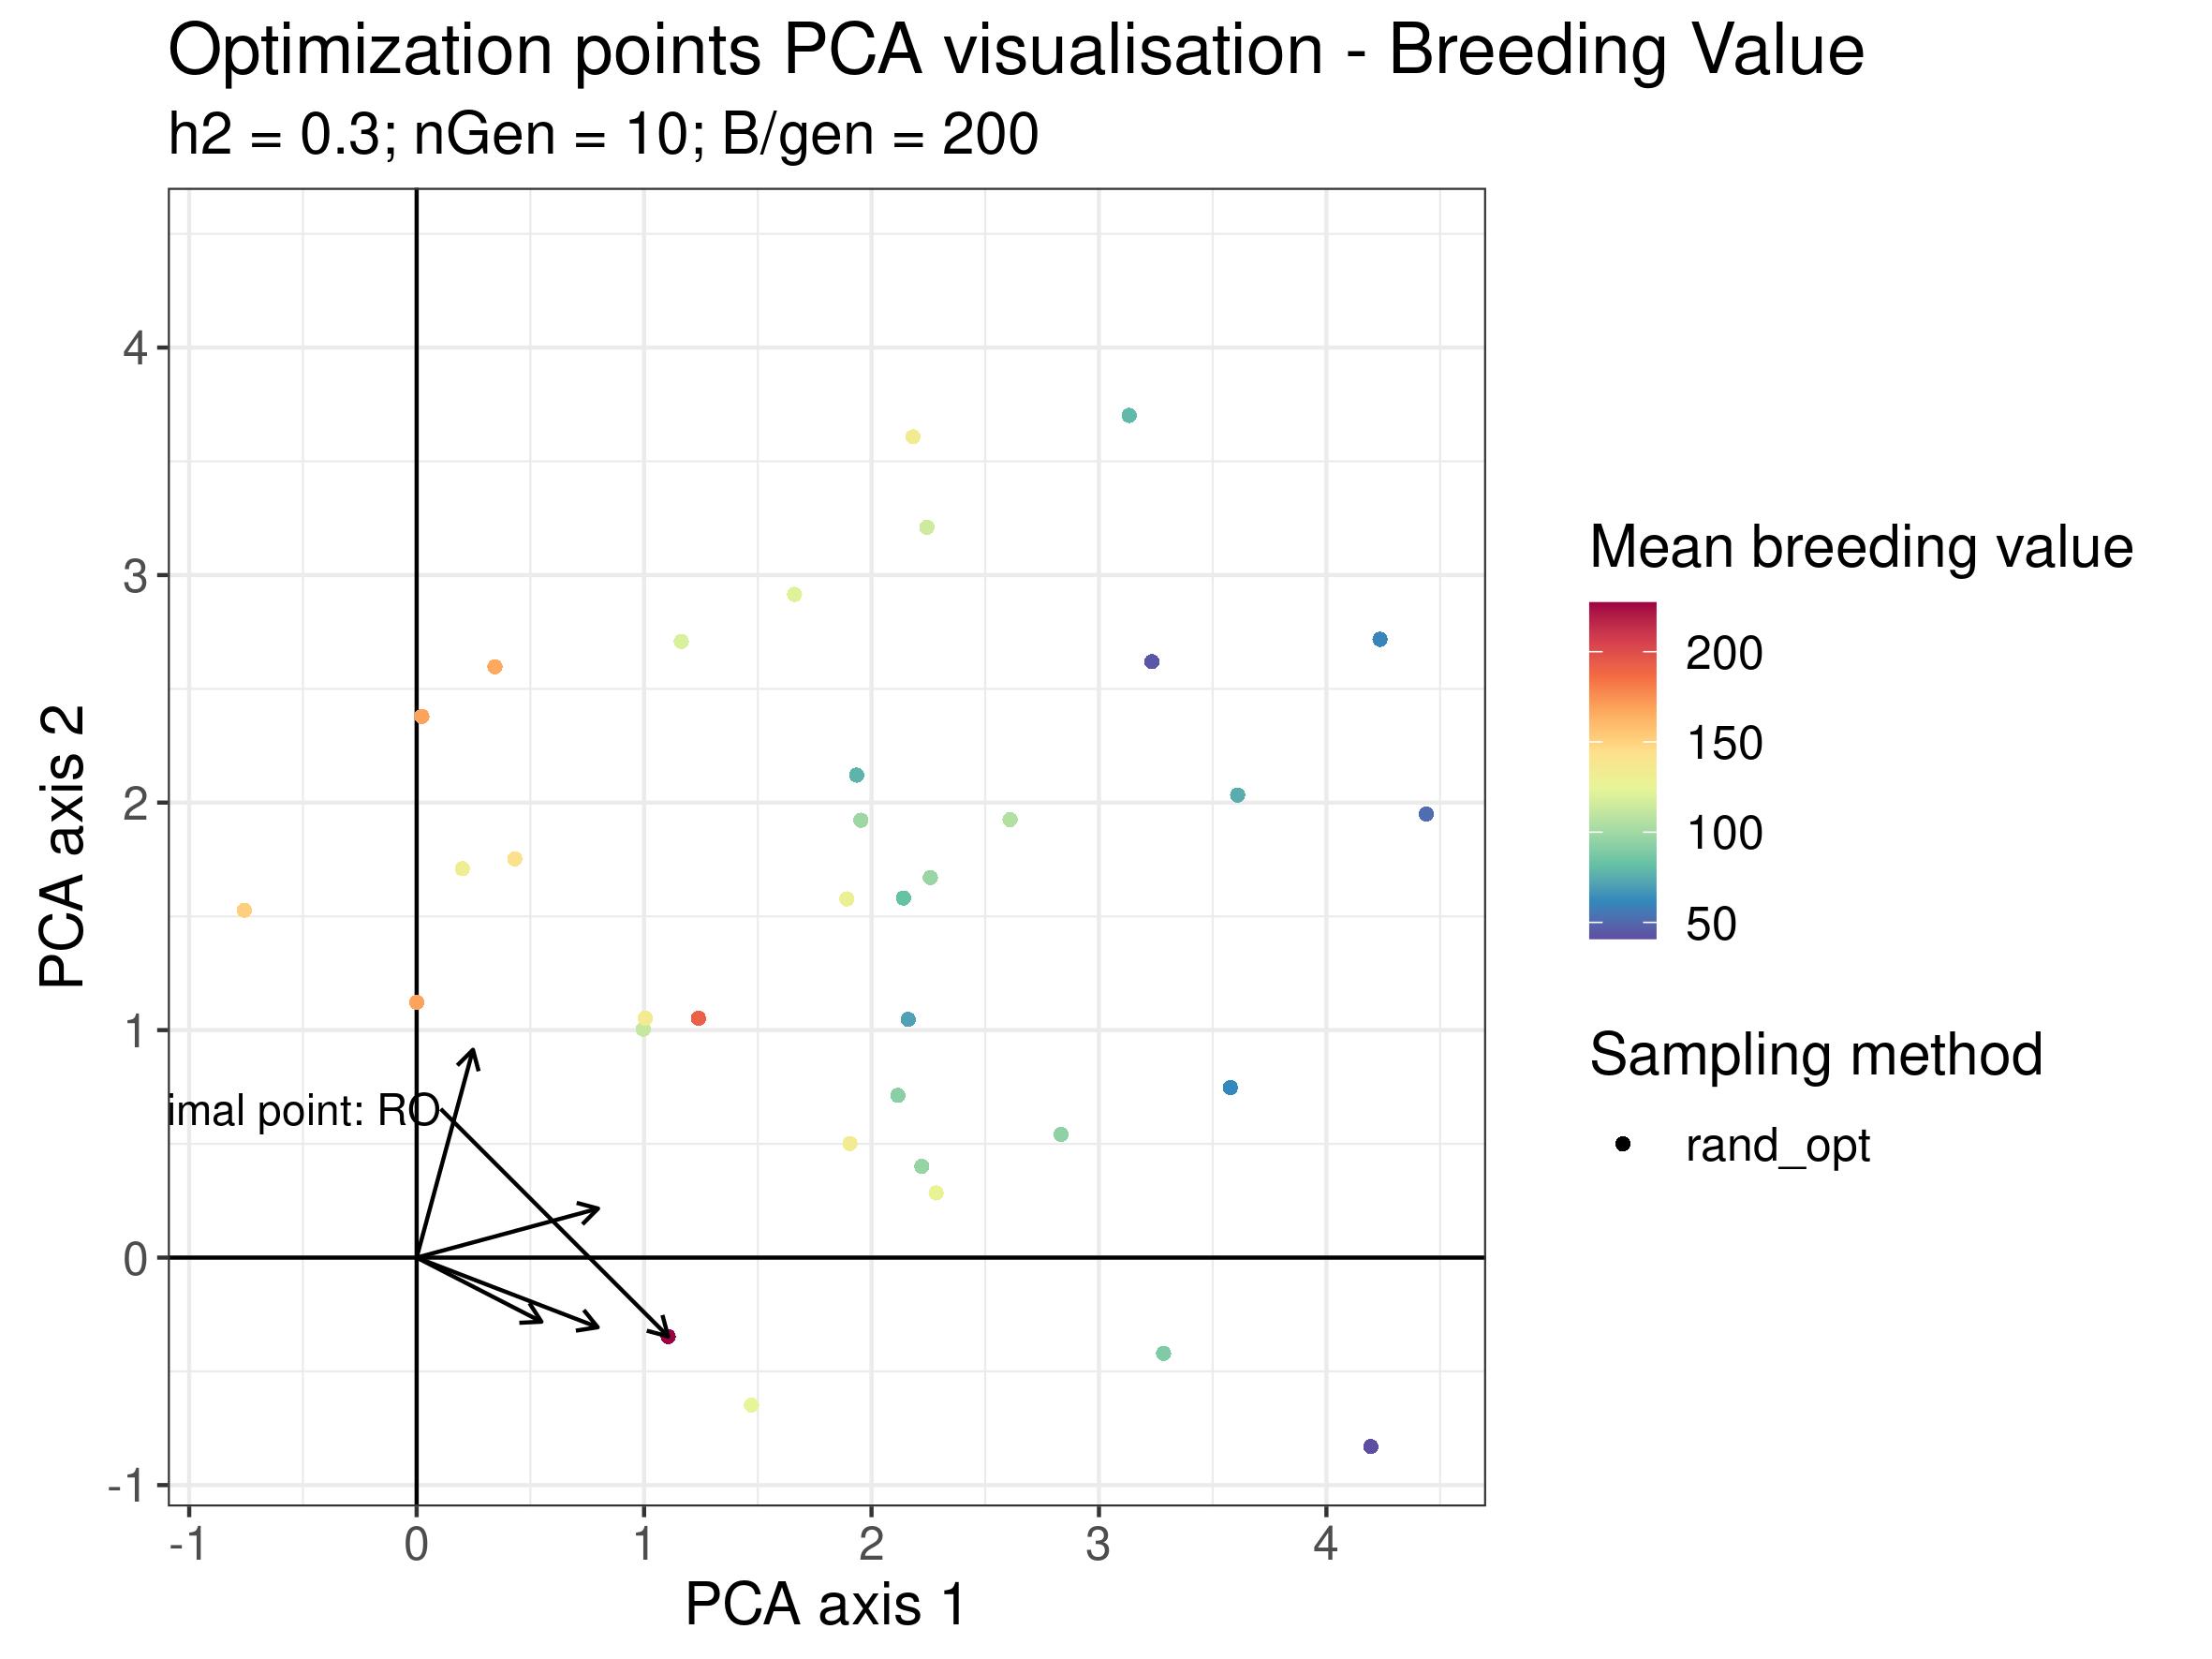 Optimization points PCA visualisation - Breeding Value
h2 = 0.3; nGen = 10; B/gen = 200
4
3
2
1
0
-1
PCA axis 2
imal point: RO
-1 0 1 2 3 4
PCA axis 1
Mean breeding value
200
150
100
50
Sampling method
rand_opt